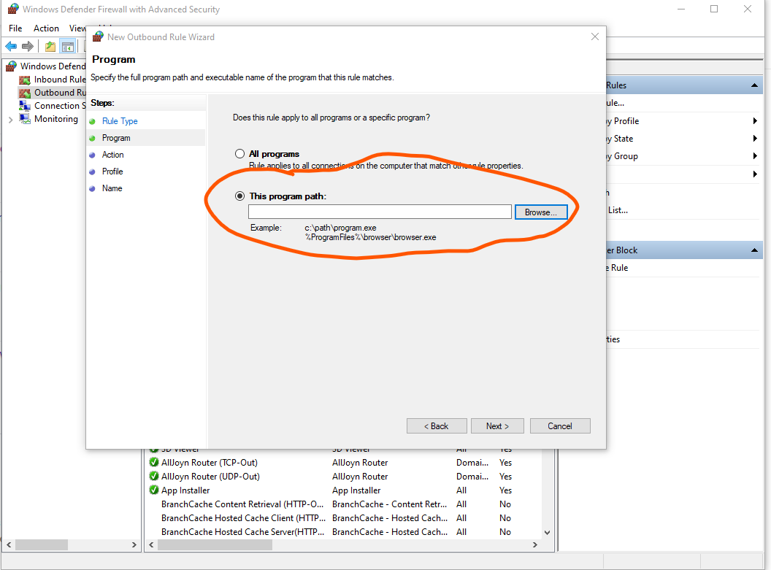 Windows Defender Firewall with Advanced Security
File Action View
New Outbound Rule Wizard
Program
Specify the full program path and executable name of the program that this rule matches.
Windows Defend
Inbound Rule
Outbound Ru
Connection S
Monitoring
Steps:
Rule Type
Program
Action
Profile
Name
Does this rule apply to all programs or a specific program?
All programs
Rule applies to all connections on the computer that match other rule properties.
This program path:
Browse...
Example: c:\path\program.exe
%ProgramFiles%\browser\browser.exe
< Back Next > Cancel
Rules
ule...
y Profile
y State
y Group
List...
er Block
e Rule
ties
3D Viewer All Yes
AllJoyn Router (TCP-Out) AllJoyn Router Domai... Yes
AllJoyn Router (UDP-Out) AllJoyn Router Domai... Yes
App Installer App Installer All Yes
BranchCache Content Retrieval (HTTP-O... BranchCache - Content Retr... All No
BranchCache Hosted Cache Client (HTTP... BranchCache - Hosted Cach... All No
BranchCache Hosted Cache Server(HTTP... BranchCache - Hosted Cach... All No